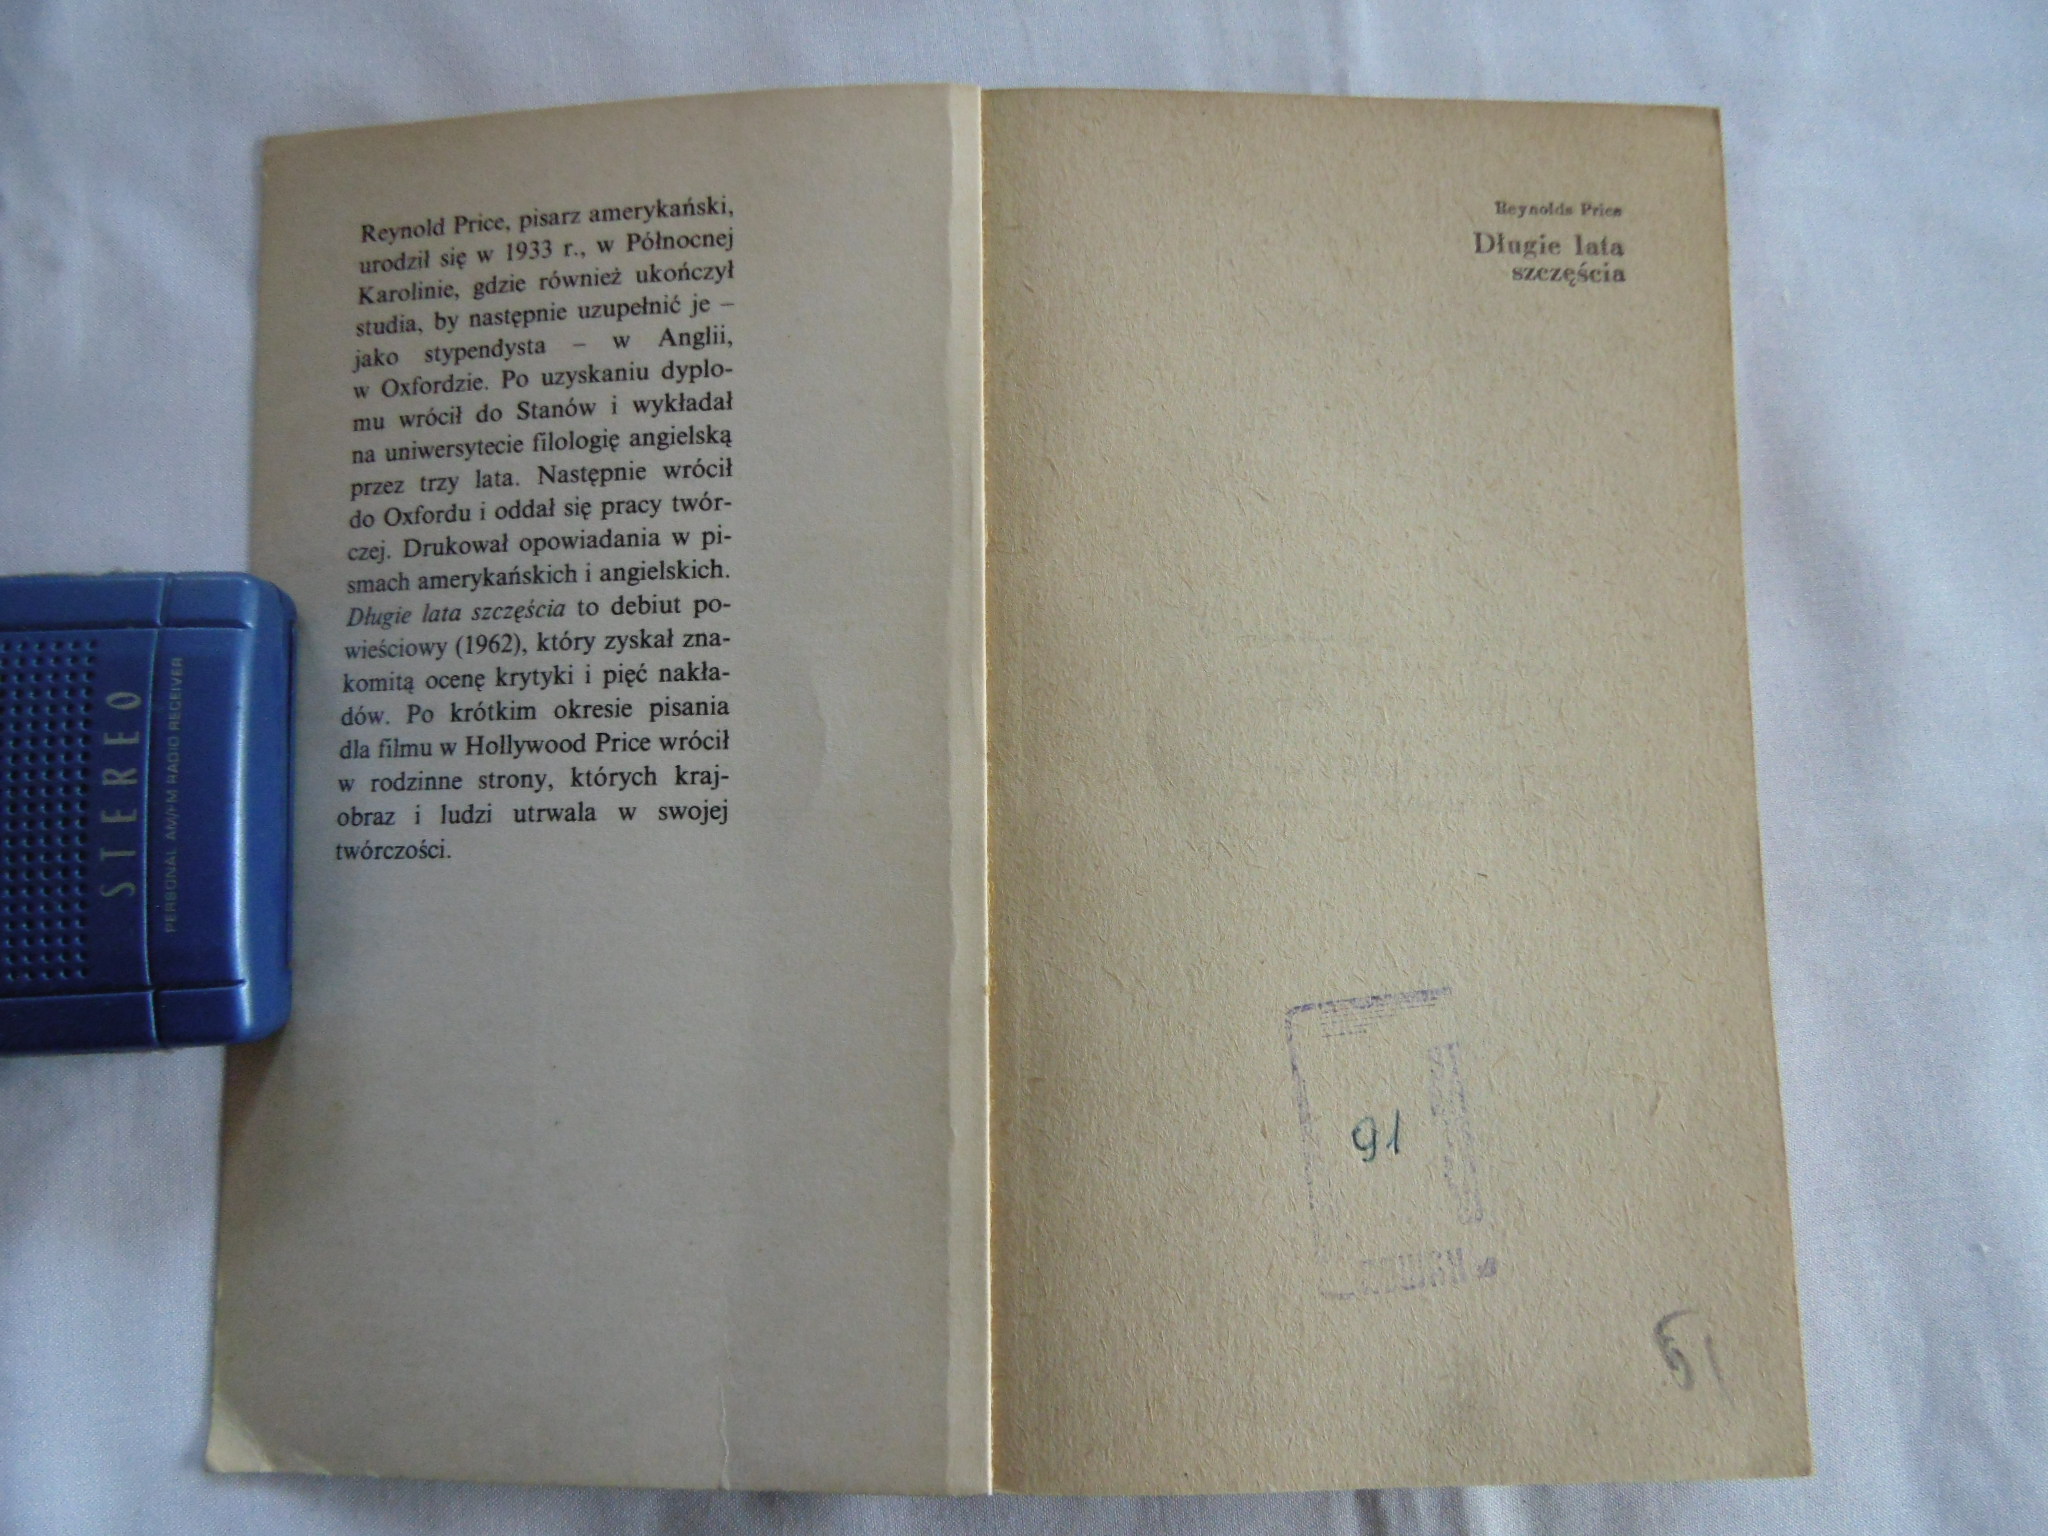 Reynold Price, pisarz amerykański,
urodził się w 1933 r., w Północnej
Karolinie, gdzie również ukończył
studia, by następnie uzupełnić je –
jako stypendysta – w Anglii,
w Oxfordzie. Po uzyskaniu dyplo-
mu wrócił do Stanów i wykładał
na uniwersytecie filologię angielską
przez trzy lata. Następnie wrócił
do Oxfordu i oddał się pracy twór-
czej. Drukował opowiadania w pi-
smach amerykańskich i angielskich.
Długie lata szczęścia to debiut po-
wieściowy (1962), który zyskał zna-
komitą ocenę krytyki i pięć nakła-
dów. Po krótkim okresie pisania
dla filmu w Hollywood Price wrócił
w rodzinne strony, których kraj-
obraz i ludzi utrwala w swojej
twórczości.
STEREO
PERSONAL AM/FM RADIO RECEIVER
Reynolds Price
Długie lata
szczęścia
91